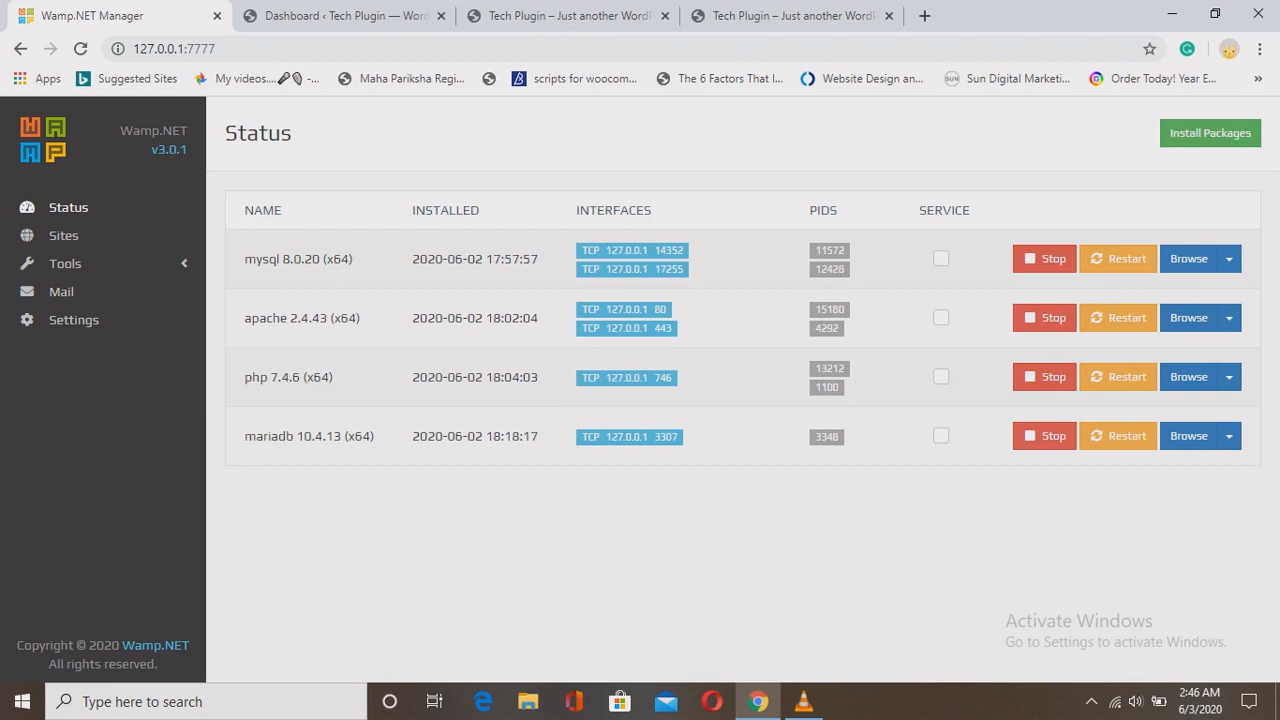 Wamp.NET Manager
Dashboard ‹ Tech Plugin — Wor
Tech Plugin – Just another WordP
Tech Plugin – Just another WordP
127.0.0.1:7777
Apps
Suggested Sites
My videos.... -...
Maha Pariksha Regi...
scripts for woocom...
The 6 Factors That I...
Website Design an...
SUN
Sun Digital Marketi...
Order Today! Year E...
»
WAMP
Wamp.NET
v3.0.1
Status
Install Packages
Status
Sites
Tools
Mail
Settings
NAME INSTALLED INTERFACES PIDS SERVICE
mysql 8.0.20 (x64) 2020-06-02 17:57:57 TCP 127.0.0.1 14352 11572 Stop Restart Browse
TCP 127.0.0.1 17255 12428
apache 2.4.43 (x64) 2020-06-02 18:02:04 TCP 127.0.0.1 80 15180 Stop Restart Browse
TCP 127.0.0.1 443 4292
php 7.4.6 (x64) 2020-06-02 18:04:03 TCP 127.0.0.1 746 13212 Stop Restart Browse
1100
mariadb 10.4.13 (x64) 2020-06-02 18:18:17 TCP 127.0.0.1 3307 3348 Stop Restart Browse
Activate Windows
Go to Settings to activate Windows.
Copyright © 2020 Wamp.NET
All rights reserved.
Type here to search
2:46 AM
6/3/2020